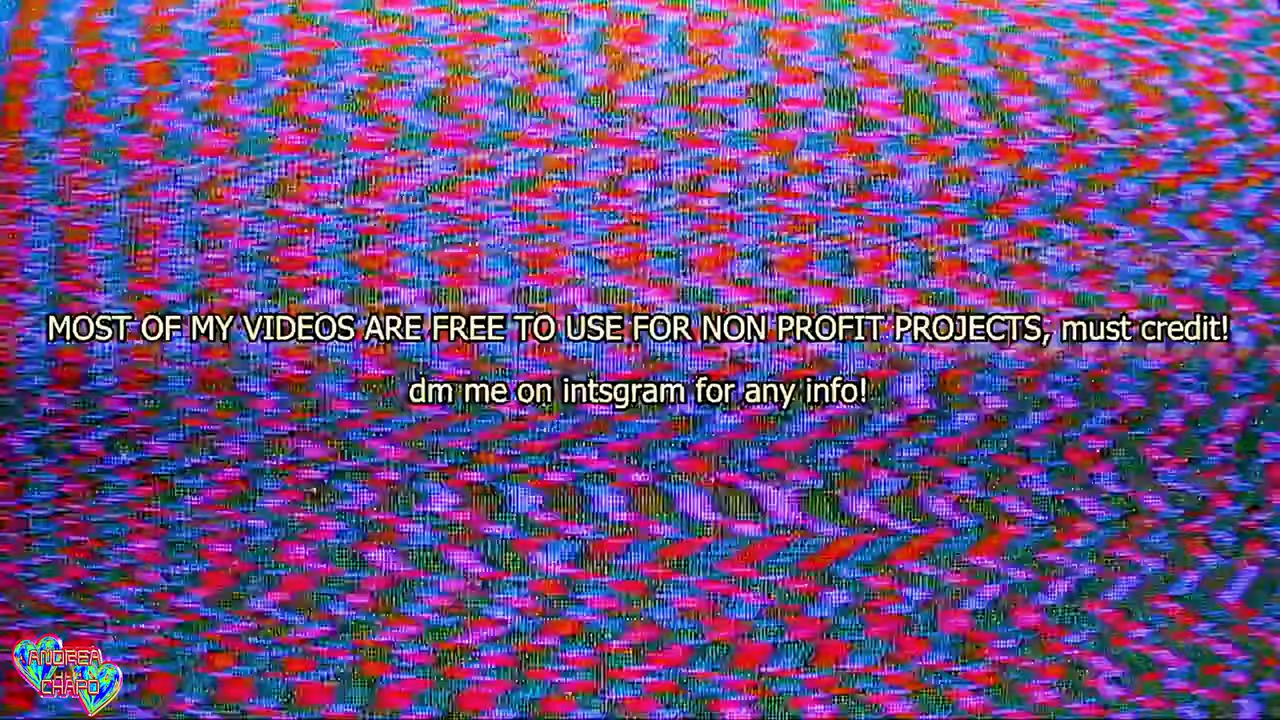 MOST OF MY VIDEOS ARE FREE TO USE FOR NON PROFIT PROJECTS, must credit!
dm me on intsgram for any info!
ANDREA
CHAPO